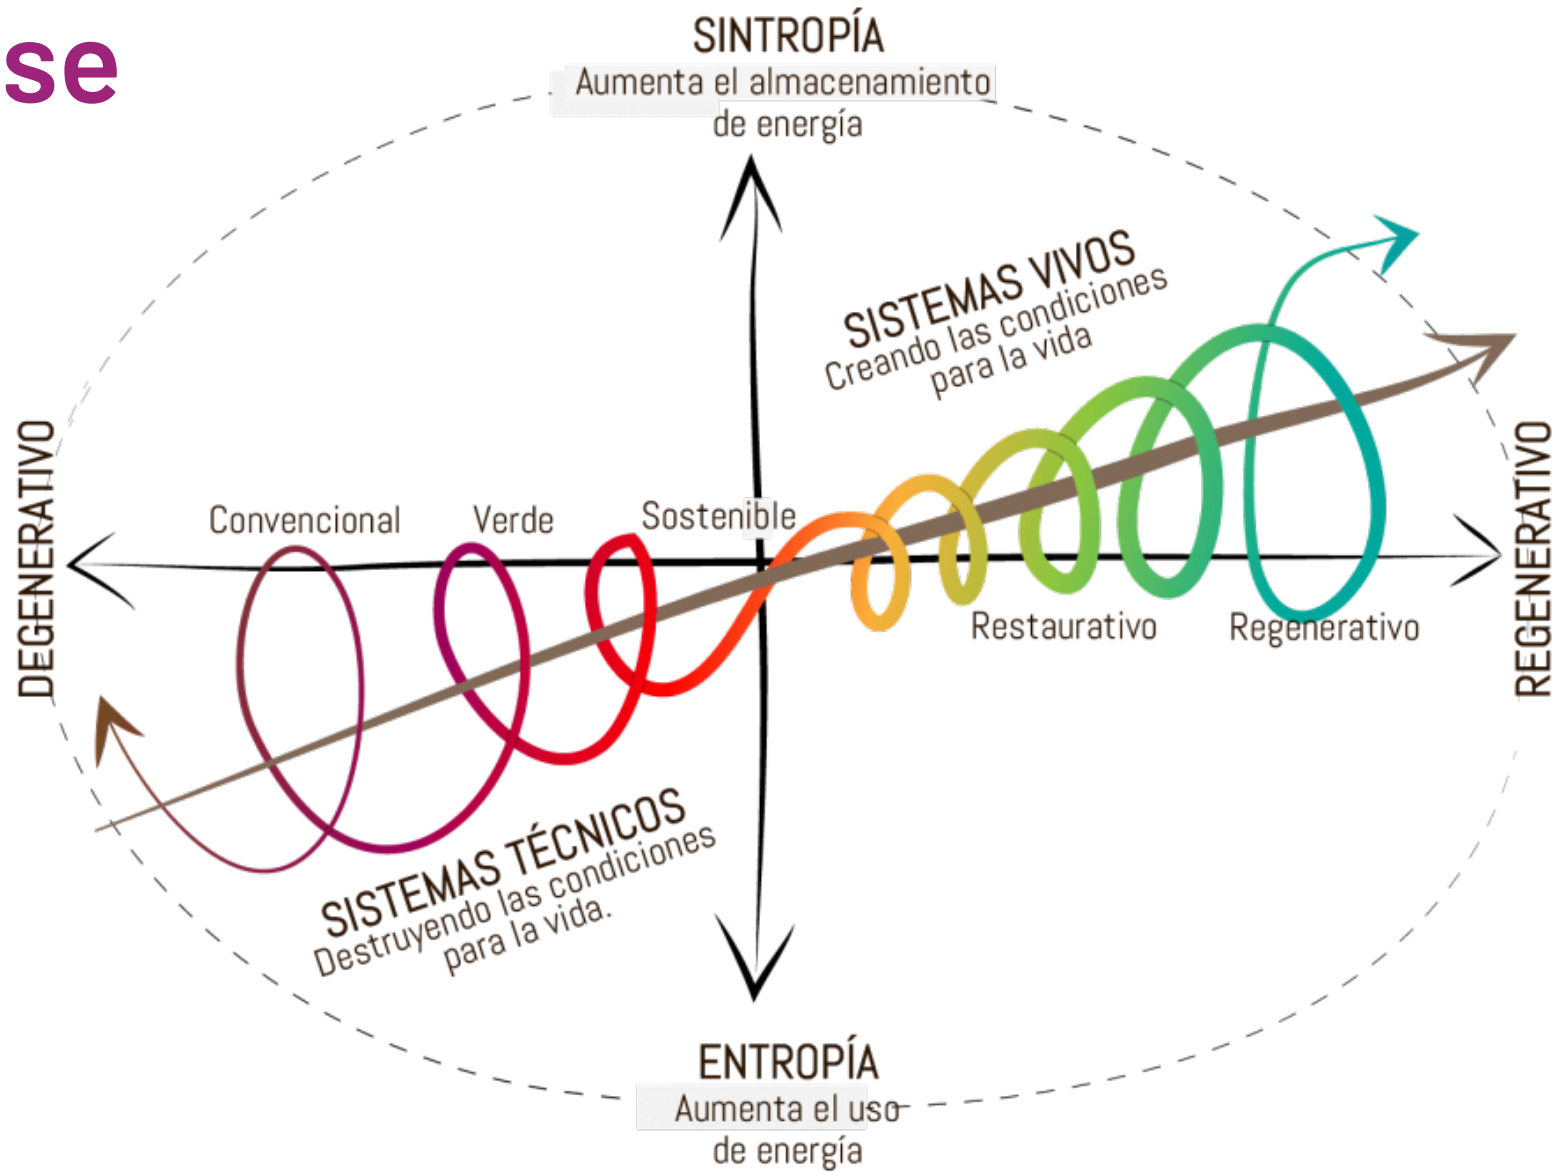 se
SINTROPÍA
Aumenta el almacenamiento
de energía
SISTEMAS VIVOS
Creando las condiciones
para la vida
DEGENERATIVO
REGENERATIVO
Convencional
Verde
Sostenible
Restaurativo
Regenerativo
SISTEMAS TÉCNICOS
Destruyendo las condiciones
para la vida.
ENTROPÍA
Aumenta el uso
de energía